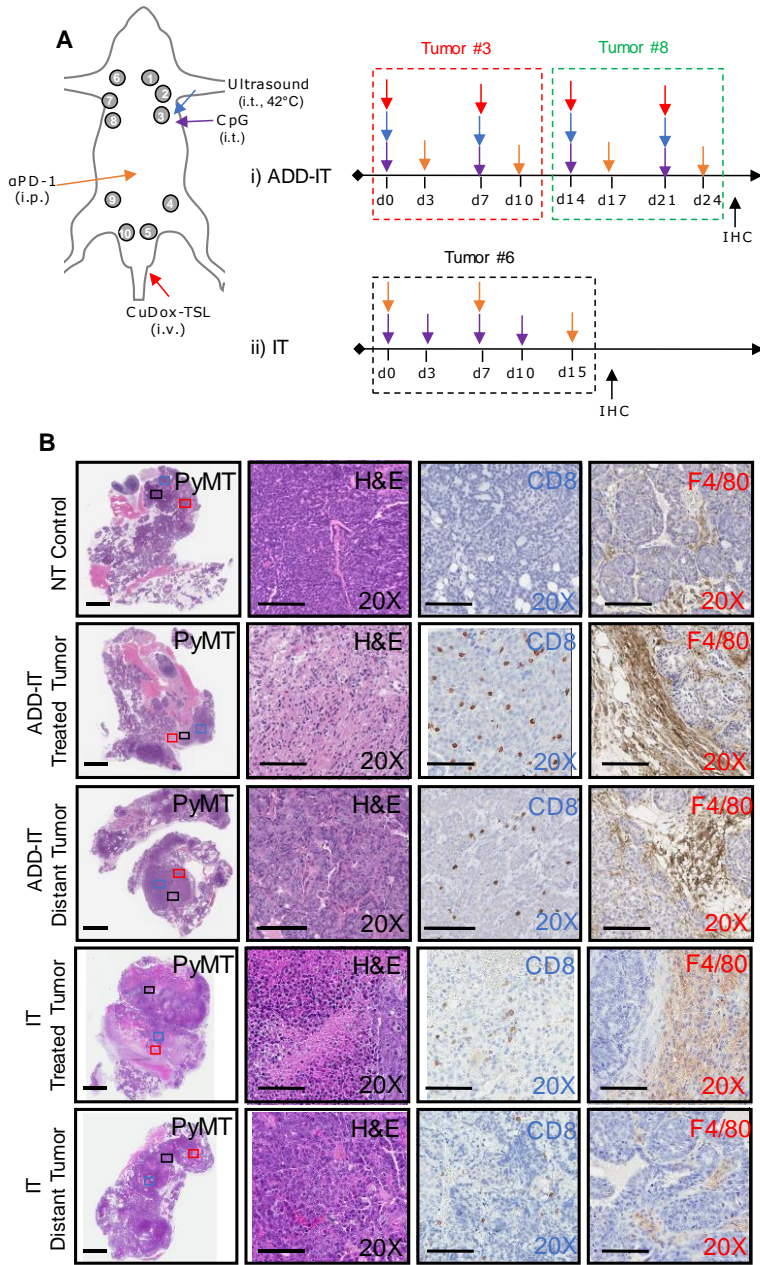 A
6
1
7
2
8
3
9
4
10
5
Ultrasound
(i.t., 42°C)
CpG
(i.t.)
αPD-1
(i.p.)
CuDox-TSL
(i.v.)
Tumor #3
Tumor #8
i) ADD-IT
d0
d3
d7
d10
d14
d17
d21
d24
IHC
Tumor #6
ii) IT
d0
d3
d7
d10
d15
IHC
B
NT Control
PyMT
H&E
20X
CD8
20X
F4/80
20X
ADD-IT
Treated Tumor
PyMT
H&E
20X
CD8
20X
F4/80
20X
ADD-IT
Distant Tumor
PyMT
H&E
20X
CD8
20X
F4/80
20X
IT
Treated Tumor
PyMT
H&E
20X
CD8
20X
F4/80
20X
IT
Distant Tumor
PyMT
H&E
20X
CD8
20X
F4/80
20X